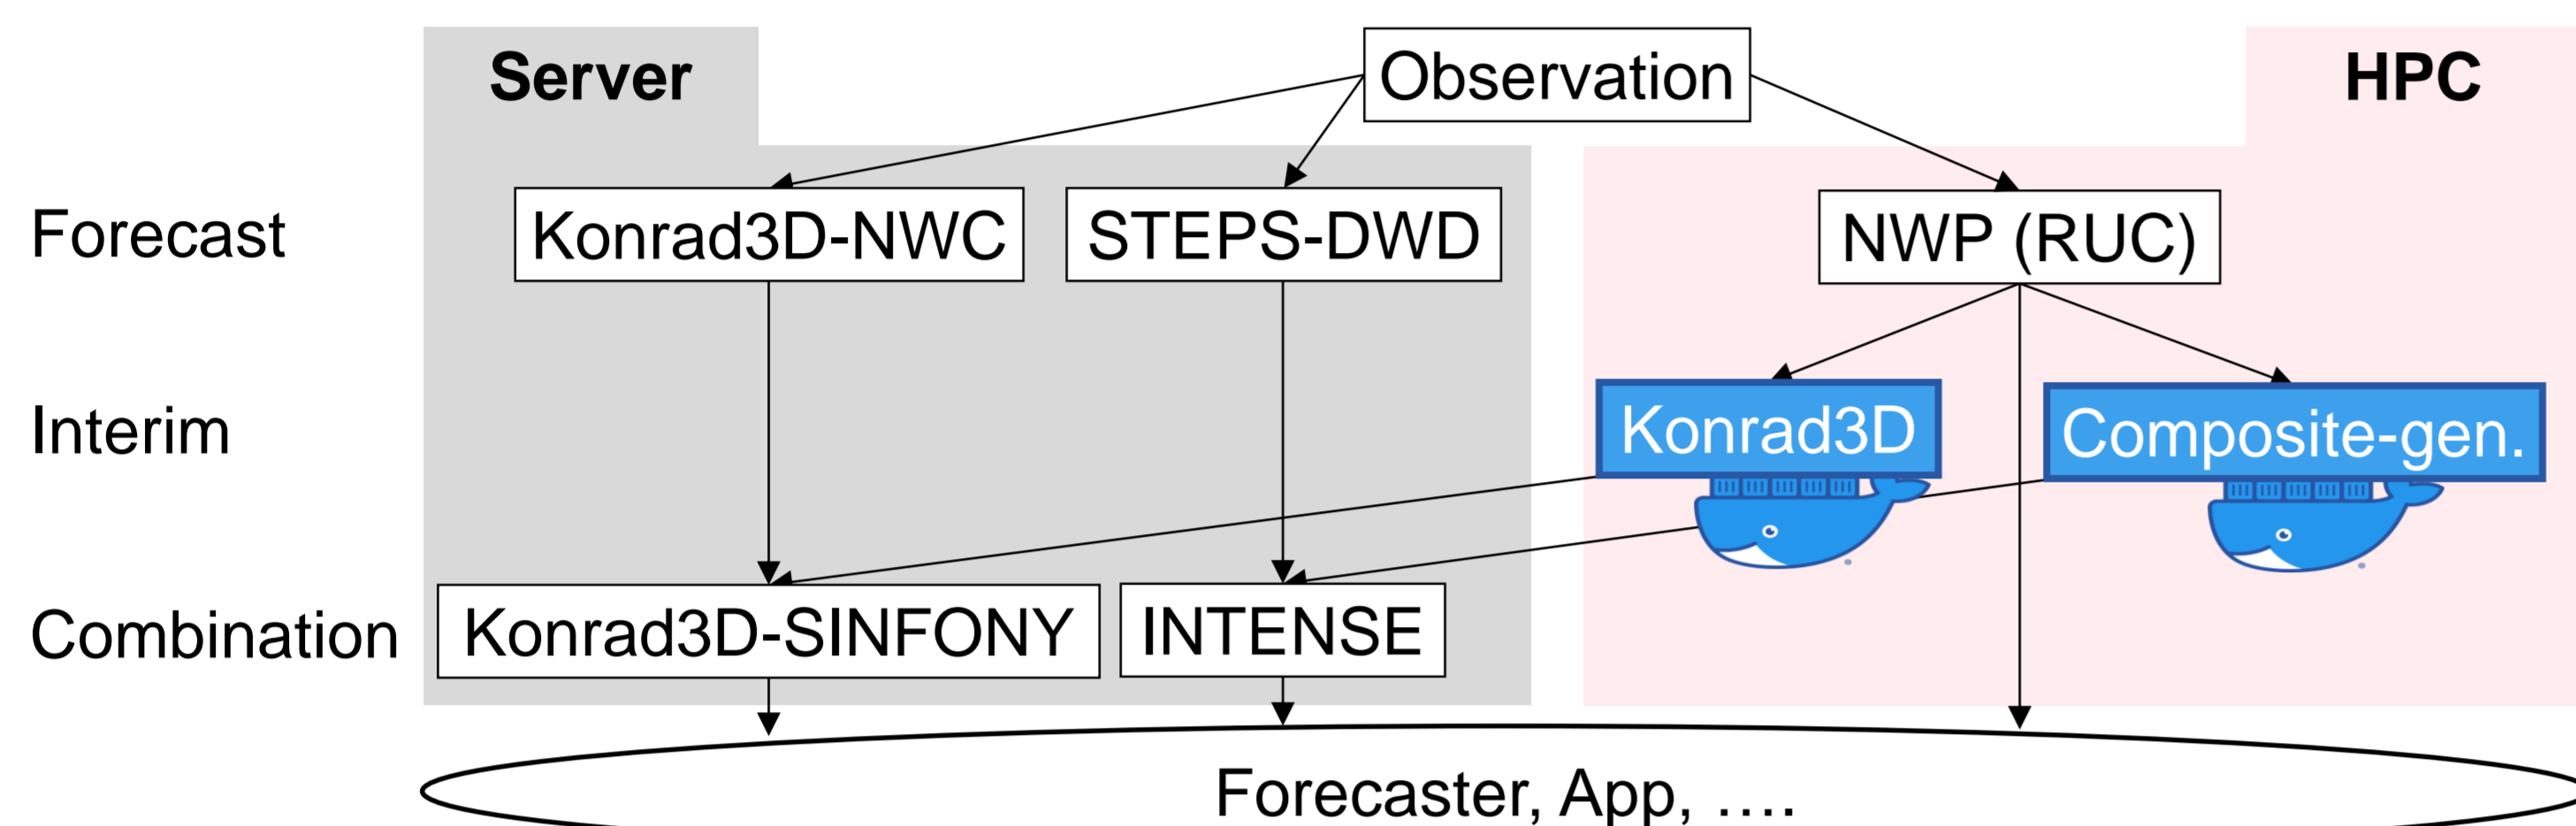 Server
Observation
HPC
Forecast
Konrad3D-NWC
STEPS-DWD
NWP (RUC)
Interim
Konrad3D
Composite-gen.
Combination
Konrad3D-SINFONY
INTENSE
Forecaster, App, ....